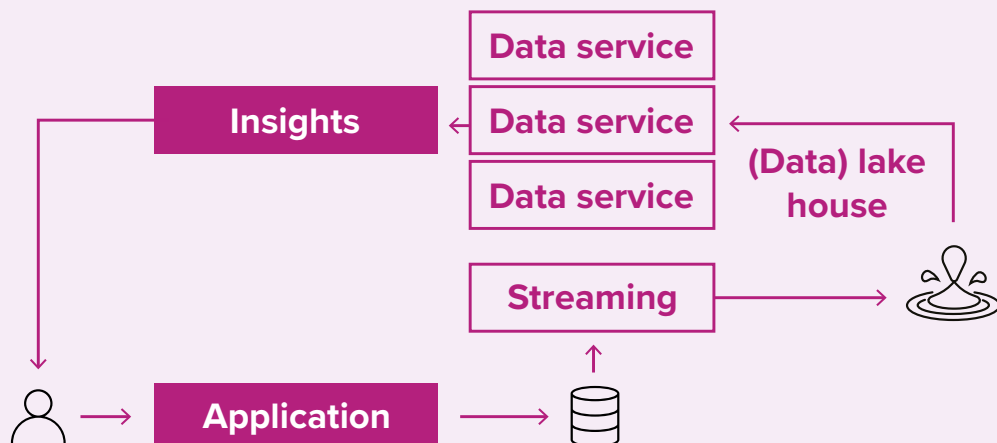 Data service
Insights
Data service
Data service
(Data) lake
house
Streaming
Application